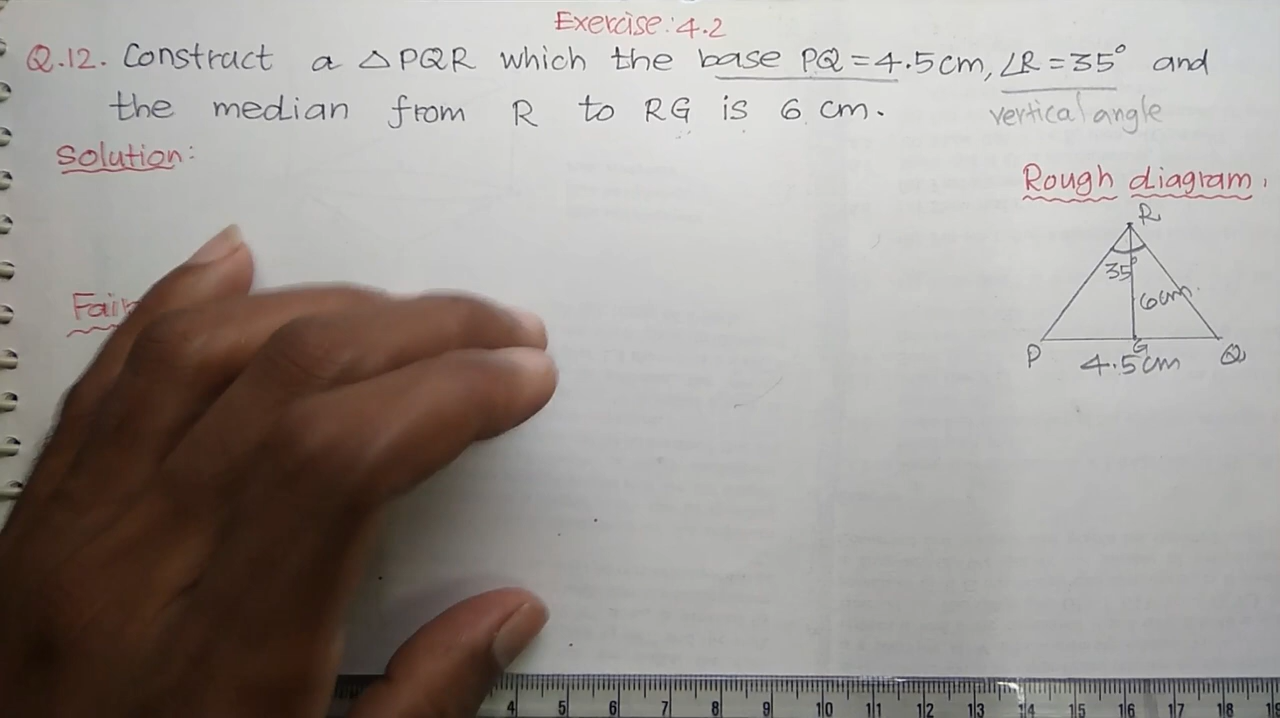 Exercise: 4.2
Q.12. Construct a △PQR which the base PQ = 4.5cm, ∠R = 35° and
the median from R to RG is 6 cm.
vertical angle
Solution:
Rough diagram.
R
35°
6cm.
Fair
P G Q
4.5cm
4 5 6 7 8 9 10 11 12 13 14 15 16 17 18